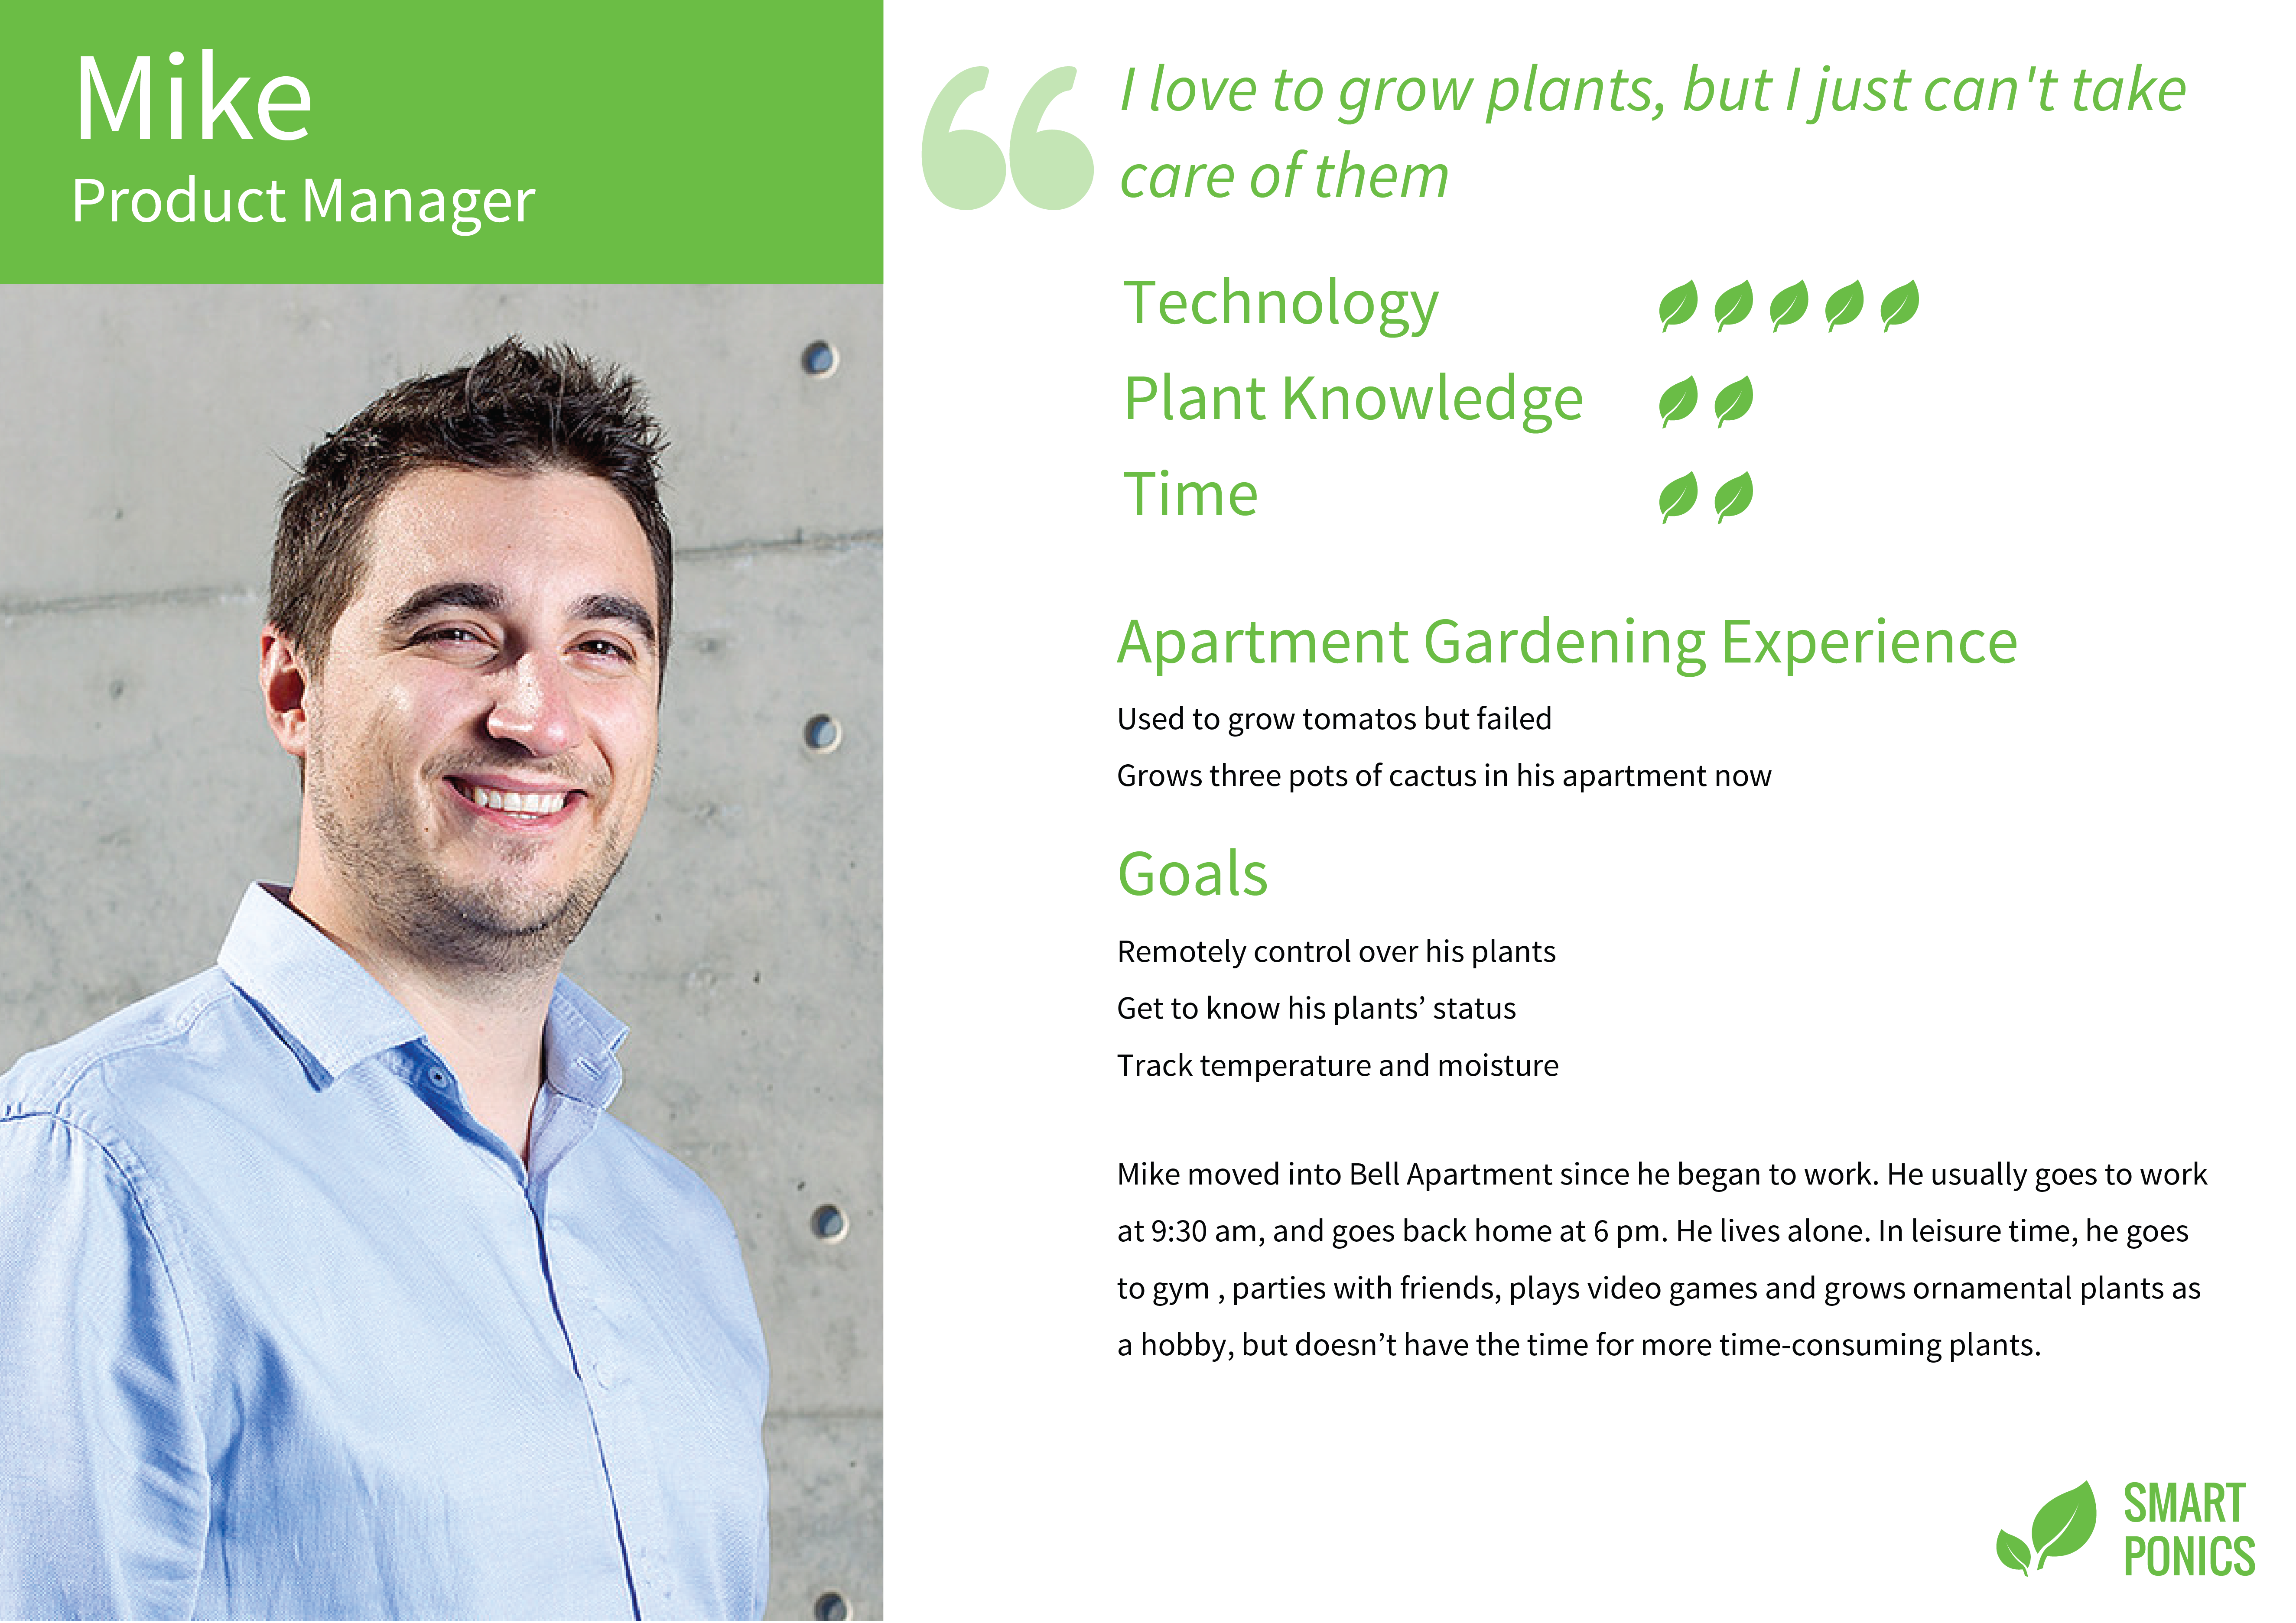 Mike
Product Manager
I love to grow plants, but I just can't take
care of them
Technology
Plant Knowledge
Time
Apartment Gardening Experience
Used to grow tomatos but failed
Grows three pots of cactus in his apartment now
Goals
Remotely control over his plants
Get to know his plants’ status
Track temperature and moisture
Mike moved into Bell Apartment since he began to work. He usually goes to work
at 9:30 am, and goes back home at 6 pm. He lives alone. In leisure time, he goes
to gym , parties with friends, plays video games and grows ornamental plants as
a hobby, but doesn’t have the time for more time-consuming plants.
SMART
PONICS